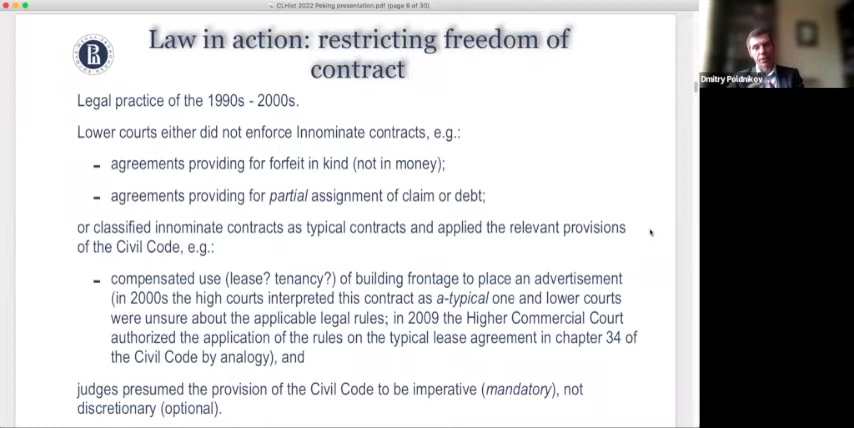 CLHist 2022 Peking presentation.pdf (page 6 of 30)
Law in action: restricting freedom of
contract
Legal practice of the 1990s - 2000s.
Lower courts either did not enforce Innominate contracts, e.g.:
- agreements providing for forfeit in kind (not in money);
- agreements providing for partial assignment of claim or debt;
or classified innominate contracts as typical contracts and applied the relevant provisions
of the Civil Code, e.g.:
- compensated use (lease? tenancy?) of building frontage to place an advertisement
(in 2000s the high courts interpreted this contract as a-typical one and lower courts
were unsure about the applicable legal rules; in 2009 the Higher Commercial Court
authorized the application of the rules on the typical lease agreement in chapter 34 of
the Civil Code by analogy), and
judges presumed the provision of the Civil Code to be imperative (mandatory), not
discretionary (optional).
Dmitry Poldnikov